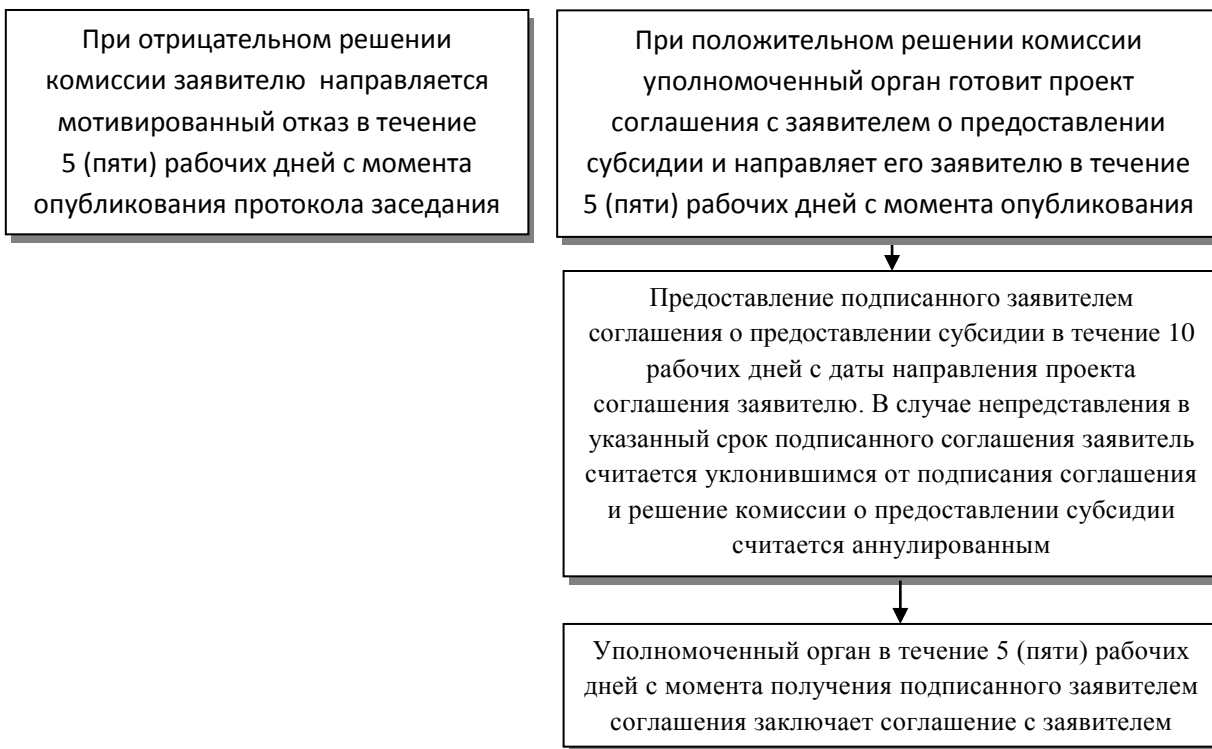 При отрицательном решении
комиссии заявителю направляется
мотивированный отказ в течение
5 (пяти) рабочих дней с момента
опубликования протокола заседания
При положительном решении комиссии
уполномоченный орган готовит проект
соглашения с заявителем о предоставлении
субсидии и направляет его заявителю в течение
5 (пяти) рабочих дней с момента опубликования
Предоставление подписанного заявителем
соглашения о предоставлении субсидии в течение 10
рабочих дней с даты направления проекта
соглашения заявителю. В случае непредставления в
указанный срок подписанного соглашения заявитель
считается уклонившимся от подписания соглашения
и решение комиссии о предоставлении субсидии
считается аннулированным
Уполномоченный орган в течение 5 (пяти) рабочих
дней с момента получения подписанного заявителем
соглашения заключает соглашение с заявителем